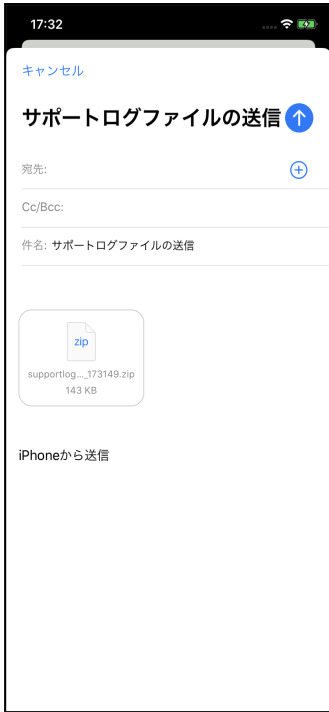 17:32
キャンセル
サポートログファイルの送信
宛先:
Cc/Bcc:
件名: サポートログファイルの送信
zip
supportlog..._173149.zip
143 KB
iPhoneから送信